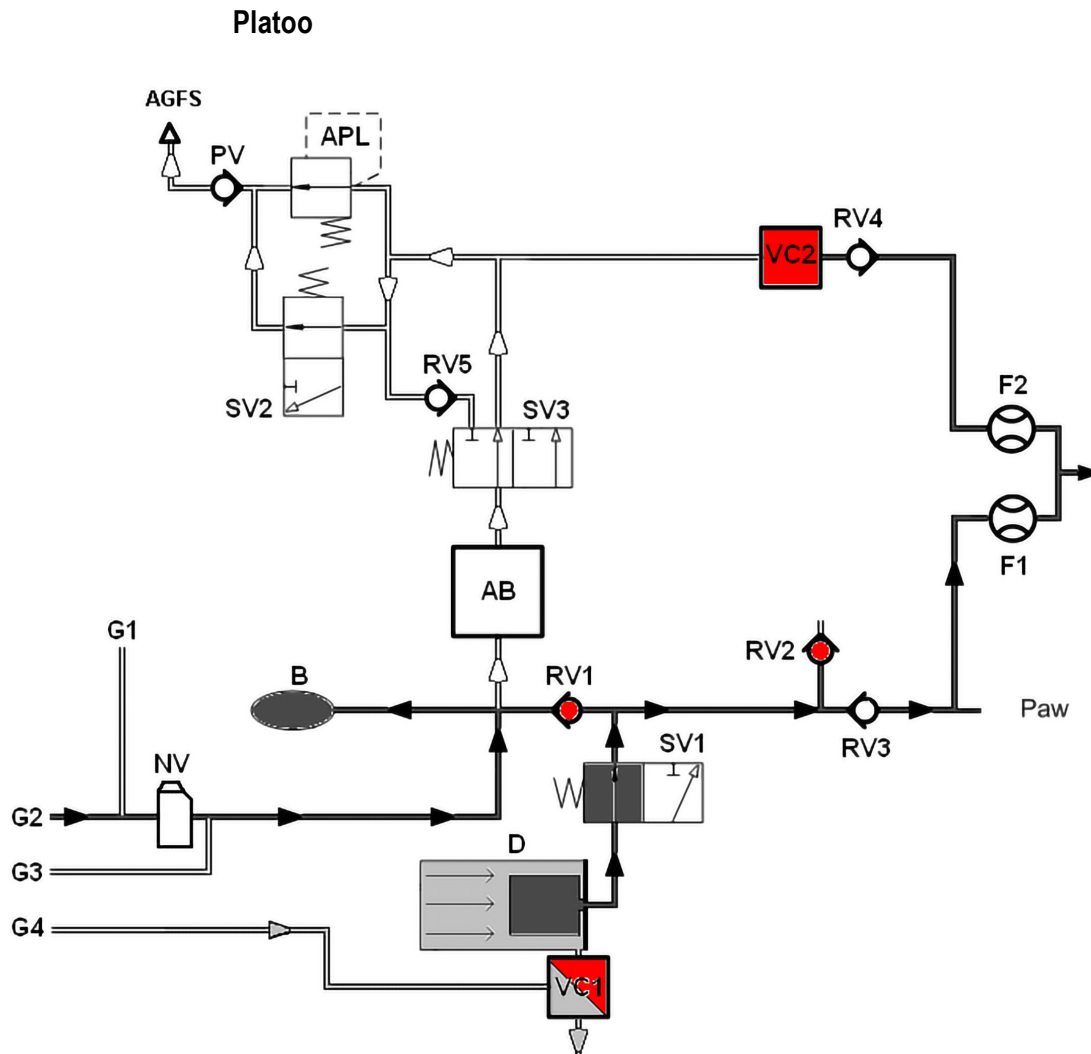 Platoo
AGFS
PV
APL
RV4
VC2
RV5
F2
SV2
SV3
F1
AB
G1
B
RV1
RV2
Paw
NV
SV1
RV3
G2
D
G3
G4
VC1